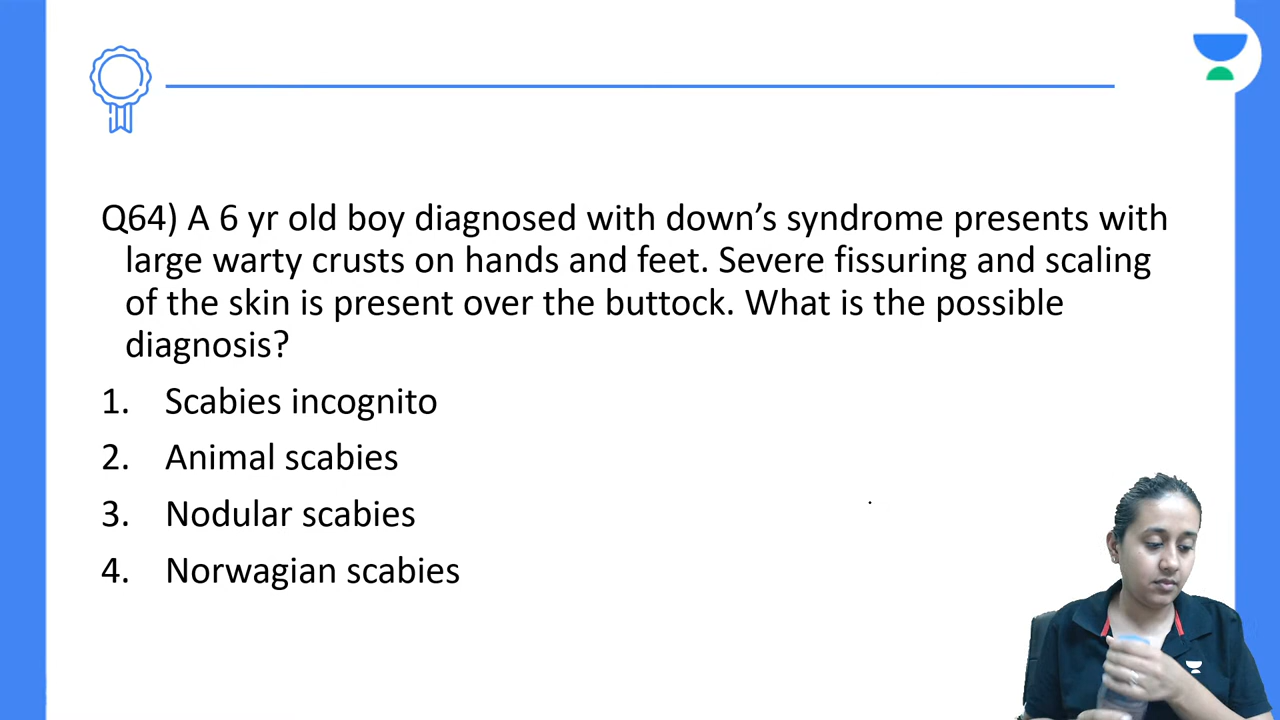 Q64) A 6 yr old boy diagnosed with down’s syndrome presents with
large warty crusts on hands and feet. Severe fissuring and scaling
of the skin is present over the buttock. What is the possible
diagnosis?
1. Scabies incognito
2. Animal scabies
3. Nodular scabies
4. Norwagian scabies